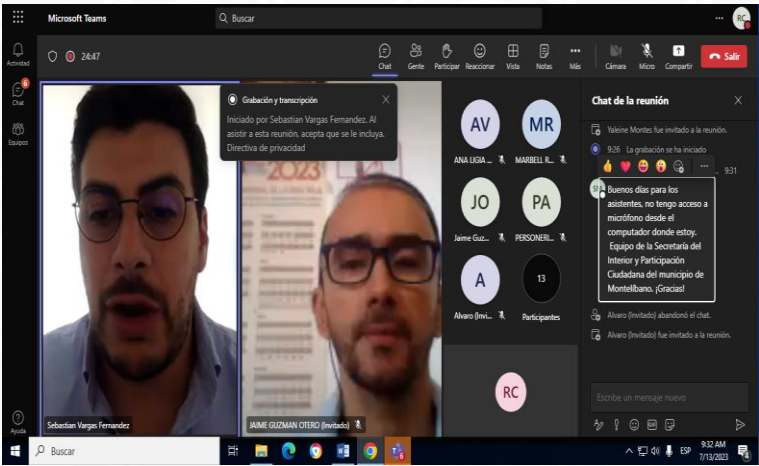 Microsoft Teams
Buscar
RC
24:47
Chat
Gente
Participar
Reaccionar
Vista
Notas
Más
Cámara
Micro
Compartir
Salir
Actividad
6
Chat
Equipos
Ayuda
Grabación y transcripción
Iniciado por Sebastian Vargas Fernandez. Al
asistir a esta reunión, acepta que se le incluya.
Directiva de privacidad
2023
Sebastian Vargas Fernandez
JAIME GUZMAN OTERO (Invitado)
AV
ANA LIGIA ...
MR
MARBELL R...
JO
Jaime Guz...
PA
PERSONERI...
A
Alvaro (Invi...
13
Participantes
RC
Chat de la reunión
Yaleine Montes fue invitado a la reunión.
9:26 La grabación se ha iniciado
9:31
Buenos días para los
asistentes, no tengo acceso a
micrófono desde el
computador donde estoy.
Equipo de la Secretaría del
Interior y Participación
Ciudadana del municipio de
Montelíbano. ¡Gracias!
Alvaro (Invitado) abandonó el chat.
Alvaro (Invitado) fue invitado a la reunión.
Escribe un mensaje nuevo
Buscar
ESP
9:32 AM
7/13/2023